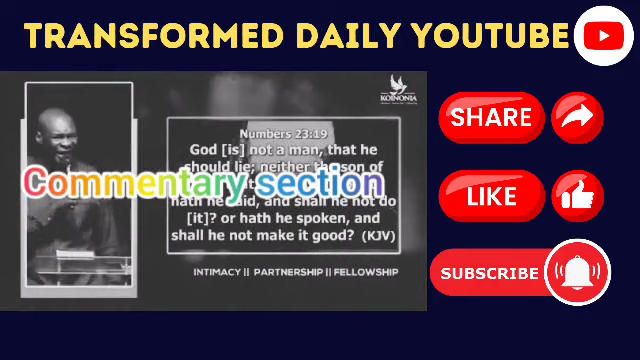 TRANSFORMED DAILY YOUTUBE
KOINONIA
Numbers 23:19
God [is] not a man, that he
should lie; neither the son of
Commentary section
hath he said, and shall he not do
[it]? or hath he spoken, and
shall he not make it good? (KJV)
INTIMACY || PARTNERSHIP || FELLOWSHIP
SHARE
LIKE
SUBSCRIBE